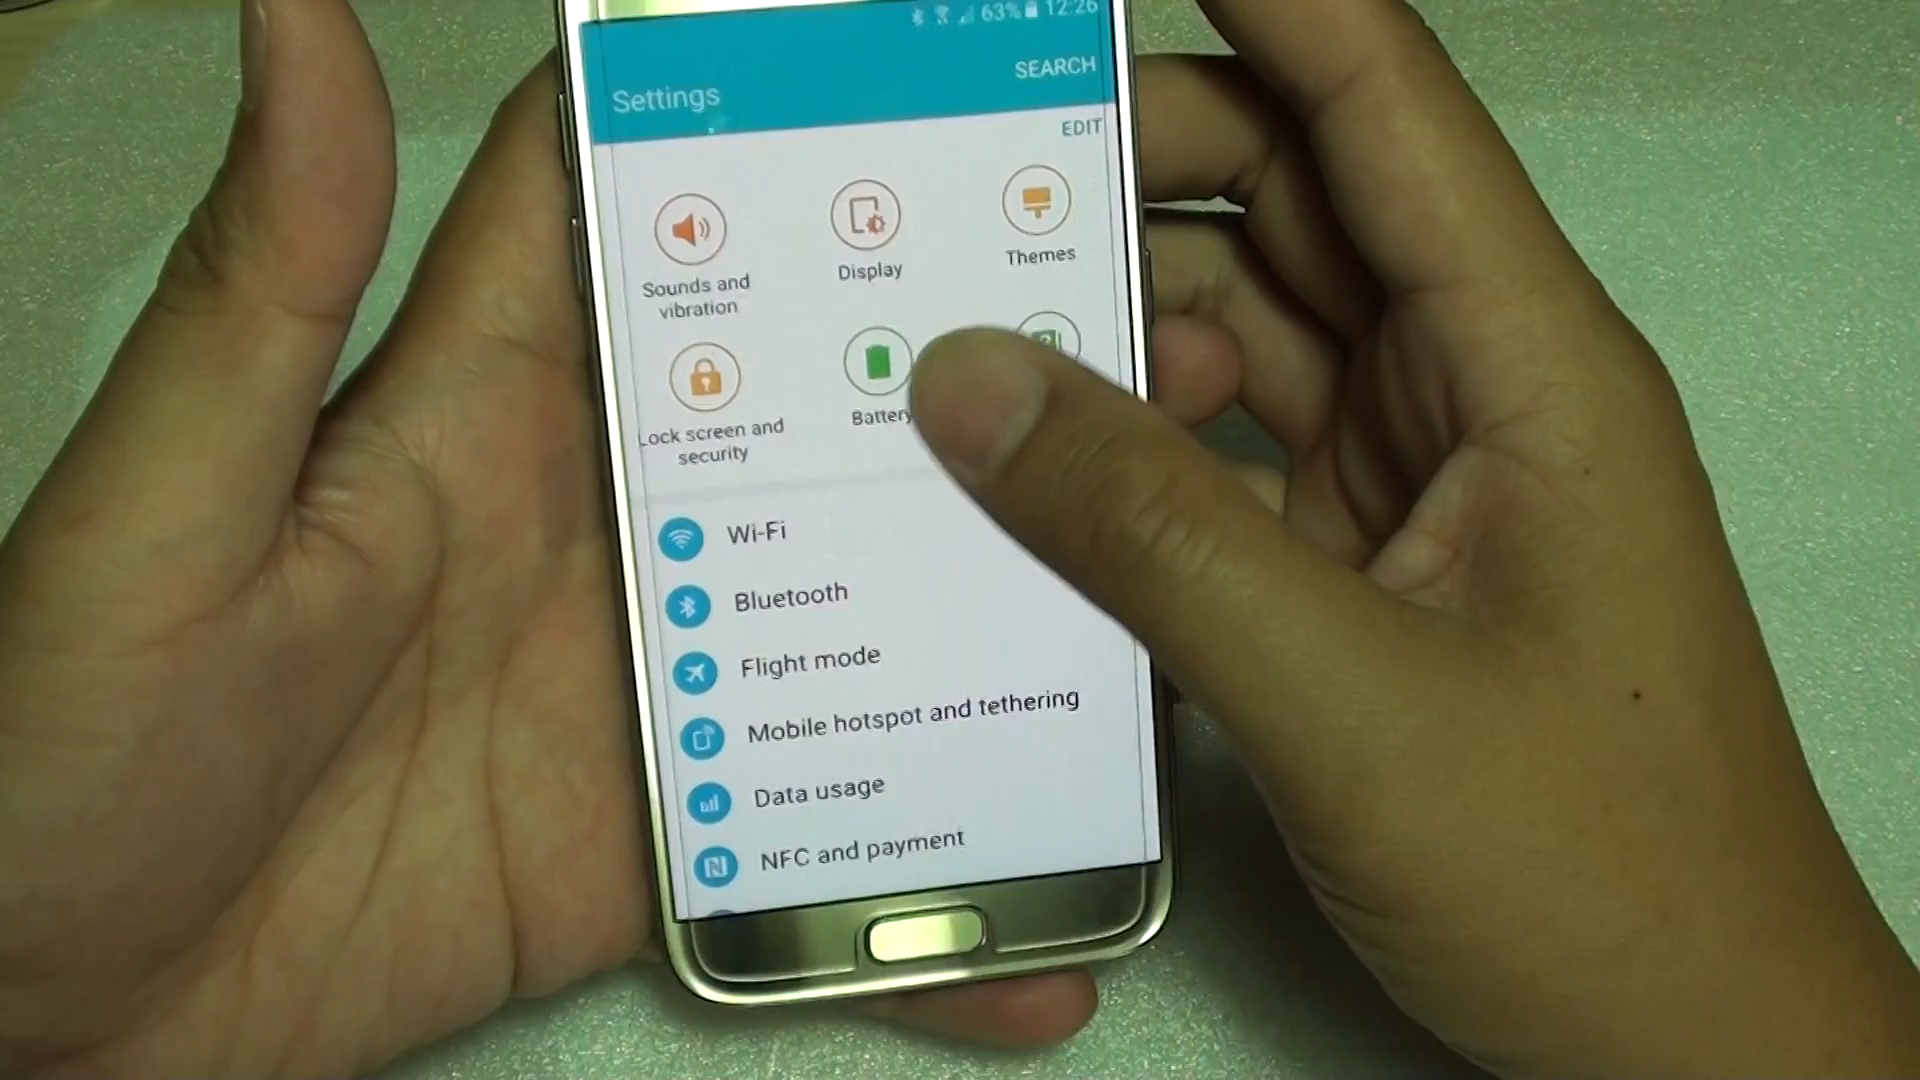 63% 12:26
SEARCH
Settings
EDIT
Sounds and
vibration
Display
Themes
Lock screen and
security
Battery
Wi-Fi
Bluetooth
Flight mode
Mobile hotspot and tethering
Data usage
NFC and payment